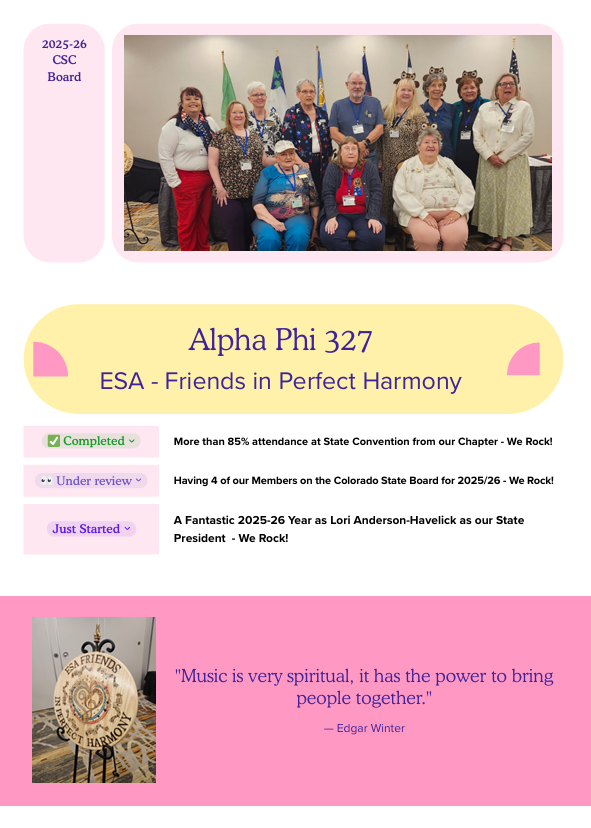 2025-26
CSC
Board
Alpha Phi 327
ESA - Friends in Perfect Harmony
✅ Completed
More than 85% attendance at State Convention from our Chapter - We Rock!
👀 Under review
Having 4 of our Members on the Colorado State Board for 2025/26 - We Rock!
Just Started
A Fantastic 2025-26 Year as Lori Anderson-Havelick as our State
President - We Rock!
ESA FRIENDS
IN PERFECT HARMONY
"Music is very spiritual, it has the power to bring
people together."
— Edgar Winter